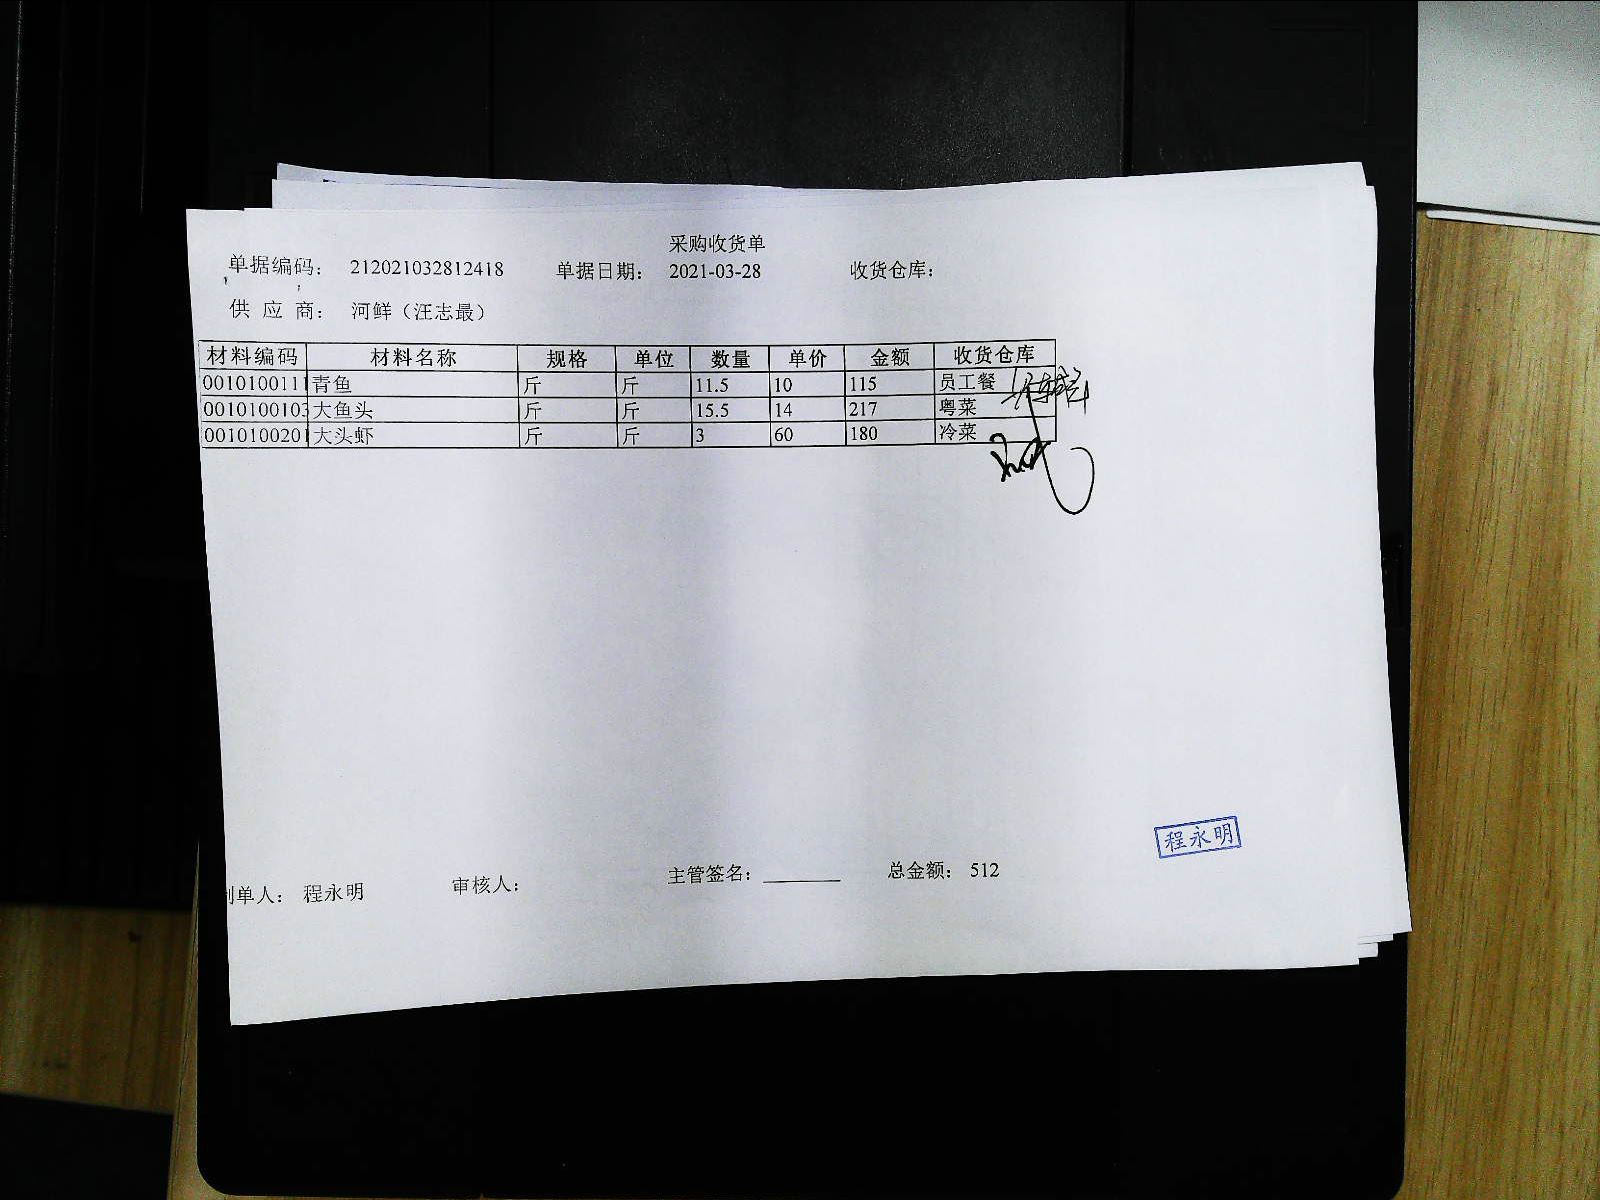 采购收货单
单据编码： 212021032812418 单据日期： 2021-03-28 收货仓库：
供 应 商： 河鲜（汪志最）
材料编码 材料名称 规格 单位 数量 单价 金额 收货仓库
0010100111 青鱼 斤 斤 11.5 10 115 员工餐
0010100103 大鱼头 斤 斤 15.5 14 217 粤菜
0010100201 大头虾 斤 斤 3 60 180 冷菜
程永明
制单人： 程永明 审核人： 主管签名： 总金额： 512